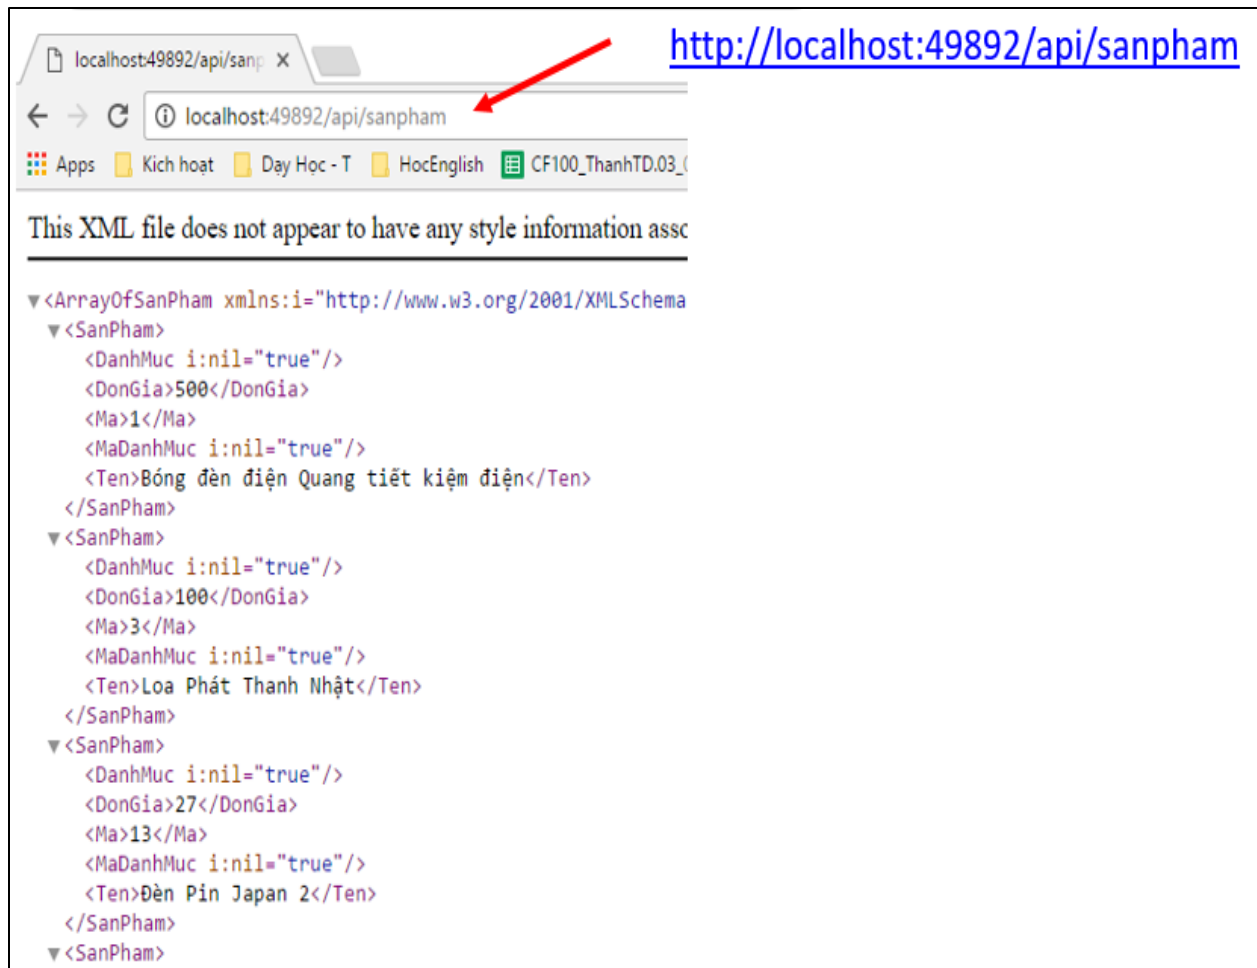 http://localhost:49892/api/sanpham
localhost:49892/api/sanp
localhost:49892/api/sanpham
Apps Kich hoạt Dạy Học - T HocEnglish CF100_ThanhTD.03_
This XML file does not appear to have any style information asso
▼<ArrayOfSanPham xmlns:i="http://www.w3.org/2001/XMLSchema
▼<SanPham>
<DanhMuc i:nil="true"/>
<DonGia>500</DonGia>
<Ma>1</Ma>
<MaDanhMuc i:nil="true"/>
<Ten>Bóng đèn điện Quang tiết kiệm điện</Ten>
</SanPham>
▼<SanPham>
<DanhMuc i:nil="true"/>
<DonGia>100</DonGia>
<Ma>3</Ma>
<MaDanhMuc i:nil="true"/>
<Ten>Loa Phát Thanh Nhật</Ten>
</SanPham>
▼<SanPham>
<DanhMuc i:nil="true"/>
<DonGia>27</DonGia>
<Ma>13</Ma>
<MaDanhMuc i:nil="true"/>
<Ten>Đèn Pin Japan 2</Ten>
</SanPham>
▼<SanPham>